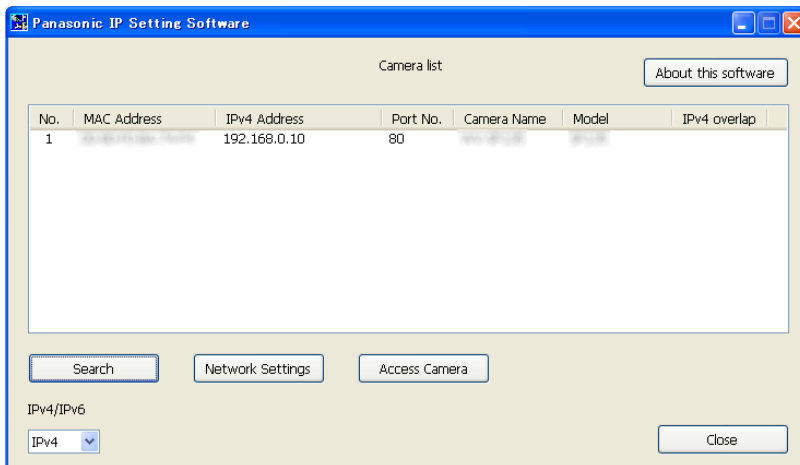 Panasonic IP Setting Software
Camera list
About this software
No. MAC Address IPv4 Address Port No. Camera Name Model IPv4 overlap
1 192.168.0.10 80
Search Network Settings Access Camera
IPv4/IPv6
IPv4 Close